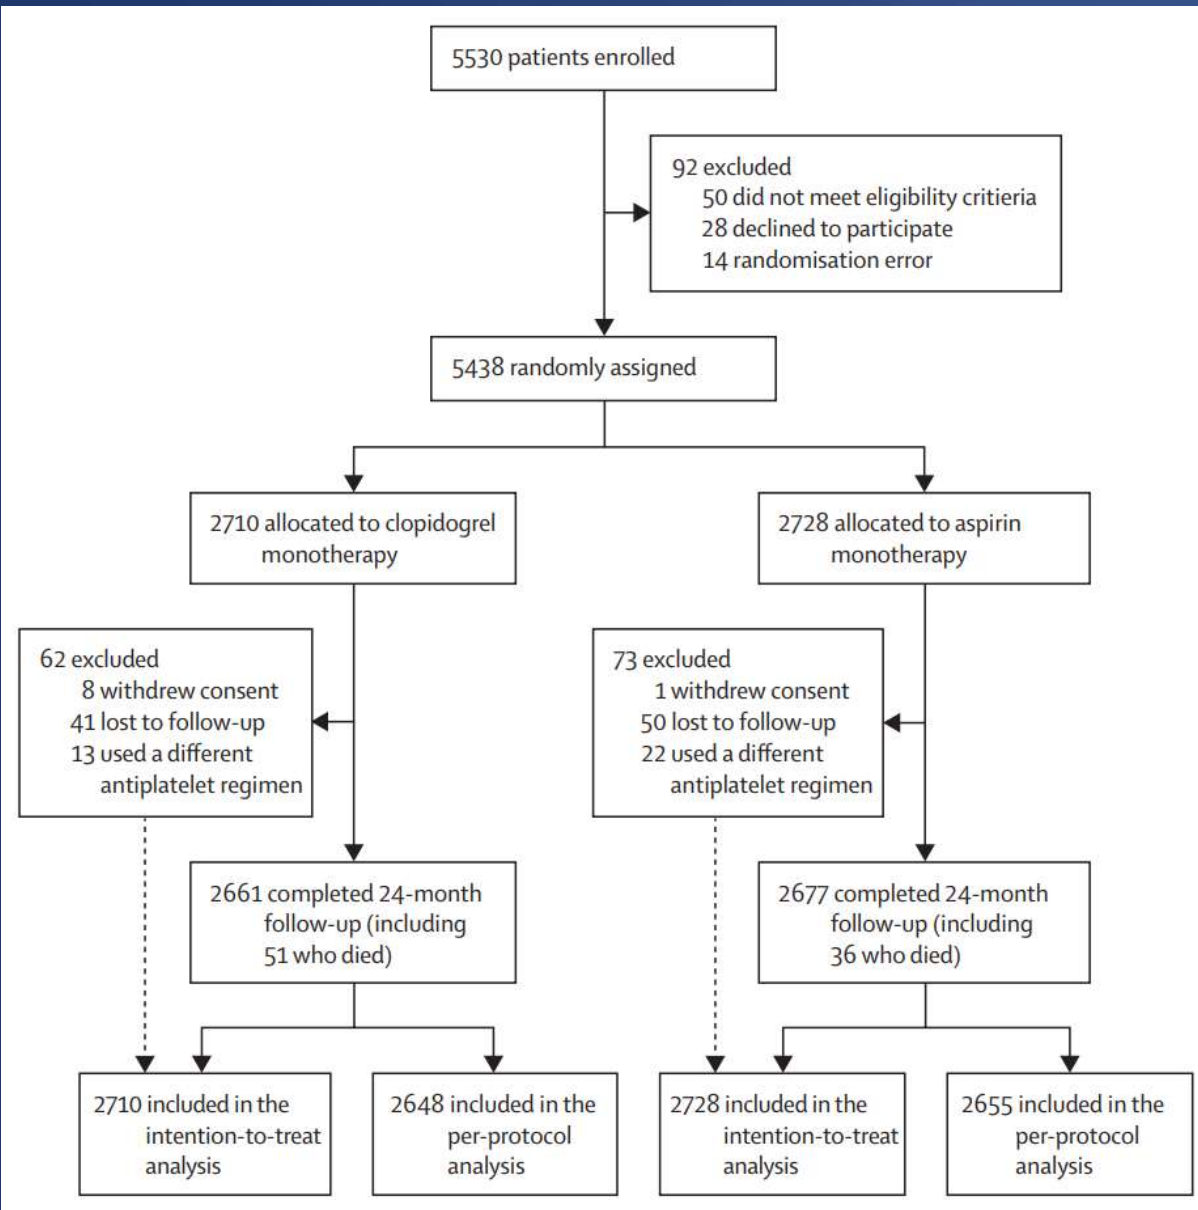 5530 patients enrolled
92 excluded
50 did not meet eligibility critieria
28 declined to participate
14 randomisation error
5438 randomly assigned
2710 allocated to clopidogrel
monotherapy
2728 allocated to aspirin
monotherapy
62 excluded
8 withdrew consent
41 lost to follow-up
13 used a different
antiplatelet regimen
73 excluded
1 withdrew consent
50 lost to follow-up
22 used a different
antiplatelet regimen
2661 completed 24-month
follow-up (including
51 who died)
2677 completed 24-month
follow-up (including
36 who died)
2710 included in the
intention-to-treat
analysis
2648 included in the
per-protocol
analysis
2728 included in the
intention-to-treat
analysis
2655 included in the
per-protocol
analysis